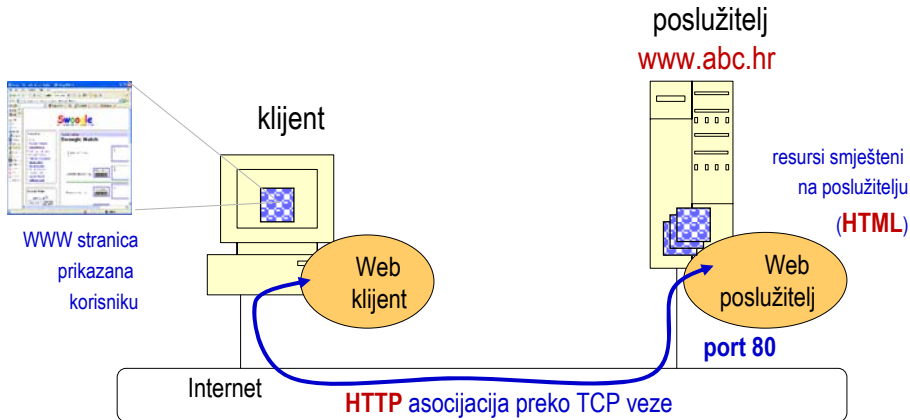 poslužitelj
www.abc.hr
klijent
Swoogle
resursi smješteni
na poslužitelju
(HTML)
WWW stranica
prikazana
korisniku
Web
klijent
Web
poslužitelj
port 80
Internet
HTTP asocijacija preko TCP veze